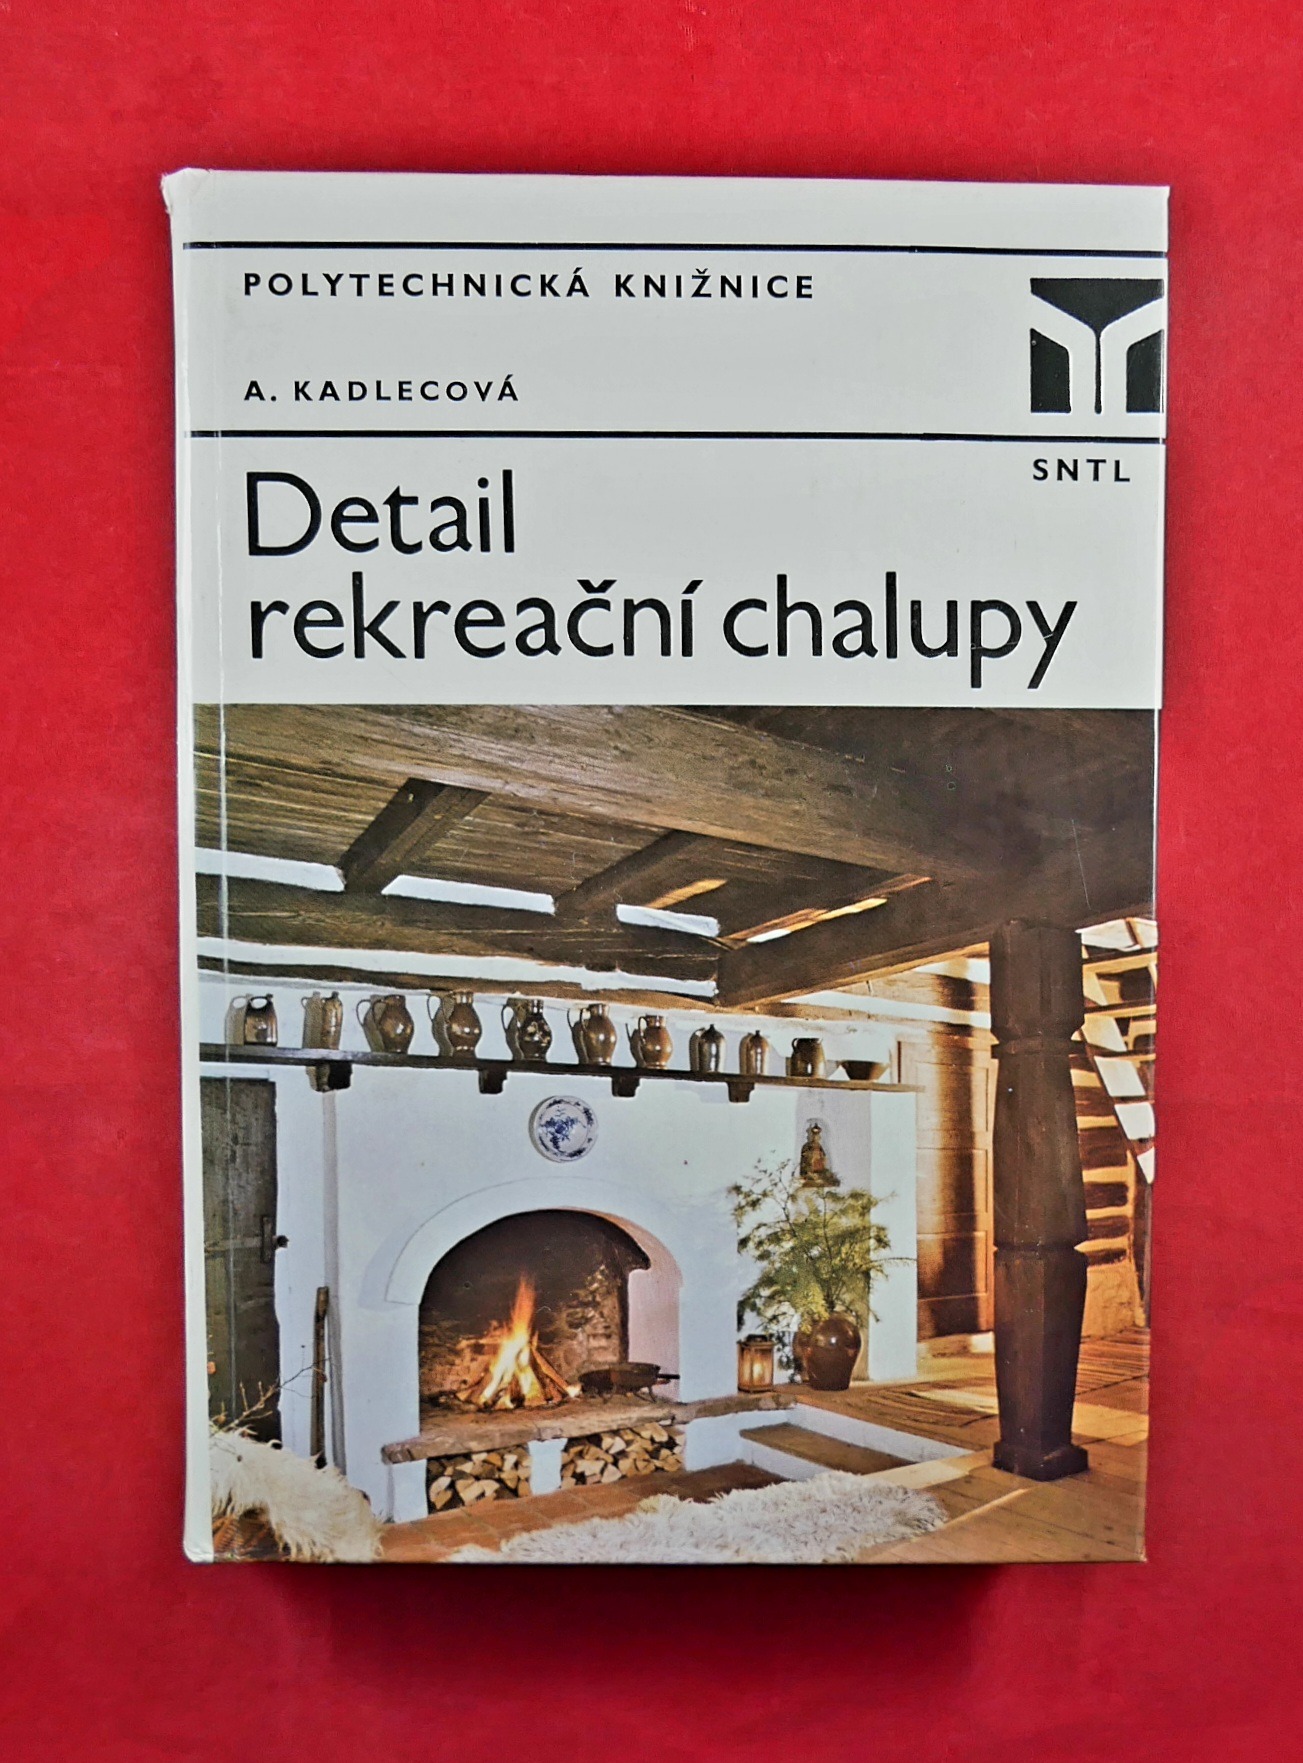 POLYTECHNICKÁ KNIŽNICE
A. KADLECOVÁ
SNTL
Detail
rekreační chalupy